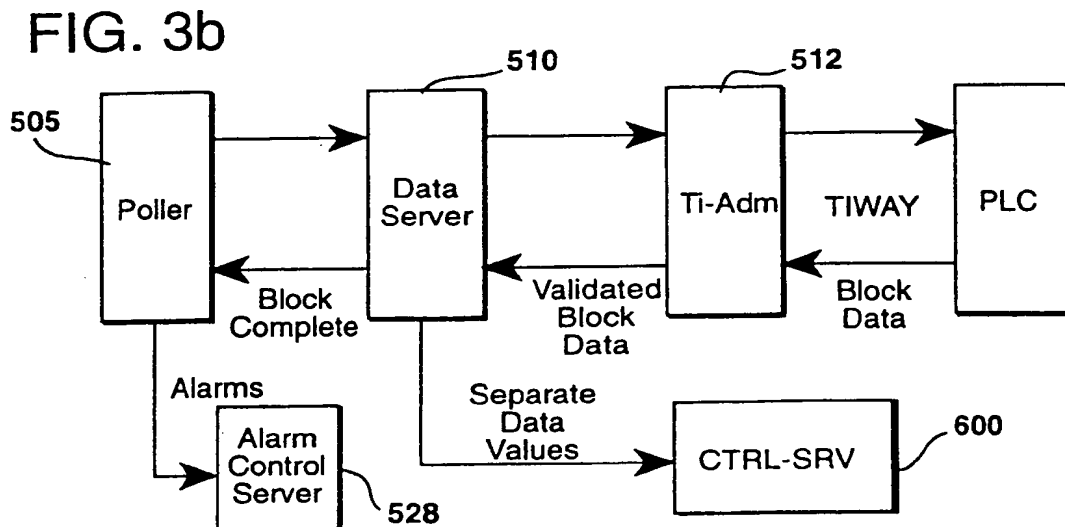 FIG. 3b
510
512
505
Poller
Data
Server
Ti-Adm
TIWAY
PLC
Block
Complete
Validated
Block
Data
Block
Data
Alarms
Separate
Data
Values
Alarm
Control
Server
528
CTRL-SRV
600